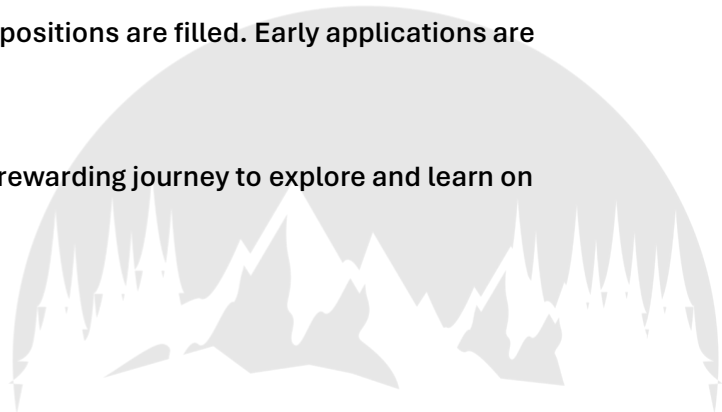 positions are filled. Early applications are
rewarding journey to explore and learn on